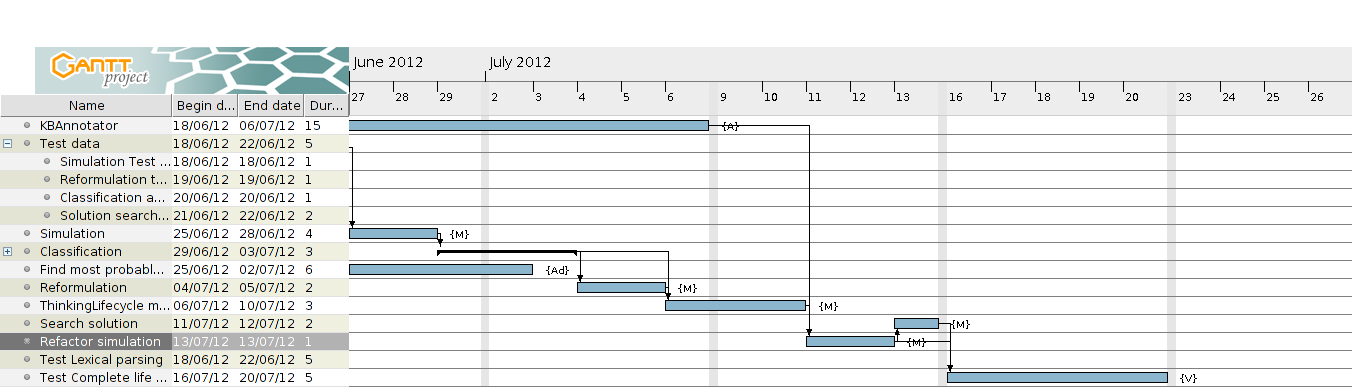 GANTT project
June 2012 July 2012
27 28 29 2 3 4 5 6 9 10 11 12 13 16 17 18 19 20 23 24 25 26
Name Begin d... End date Dur...
KBAnnotator 18/06/12 06/07/12 15 {A}
Test data 18/06/12 22/06/12 5
Simulation Test ... 18/06/12 18/06/12 1
Reformulation t... 19/06/12 19/06/12 1
Classification a... 20/06/12 20/06/12 1
Solution search... 21/06/12 22/06/12 2
Simulation 25/06/12 28/06/12 4 {M}
Classification 29/06/12 03/07/12 3
Find most probabl... 25/06/12 02/07/12 6 {Ad}
Reformulation 04/07/12 05/07/12 2 {M}
ThinkingLifecycle m... 06/07/12 10/07/12 3 {M}
Search solution 11/07/12 12/07/12 2 {M}
Refactor simulation 13/07/12 13/07/12 1 {M}
Test Lexical parsing 18/06/12 22/06/12 5
Test Complete life ... 16/07/12 20/07/12 5 {V}